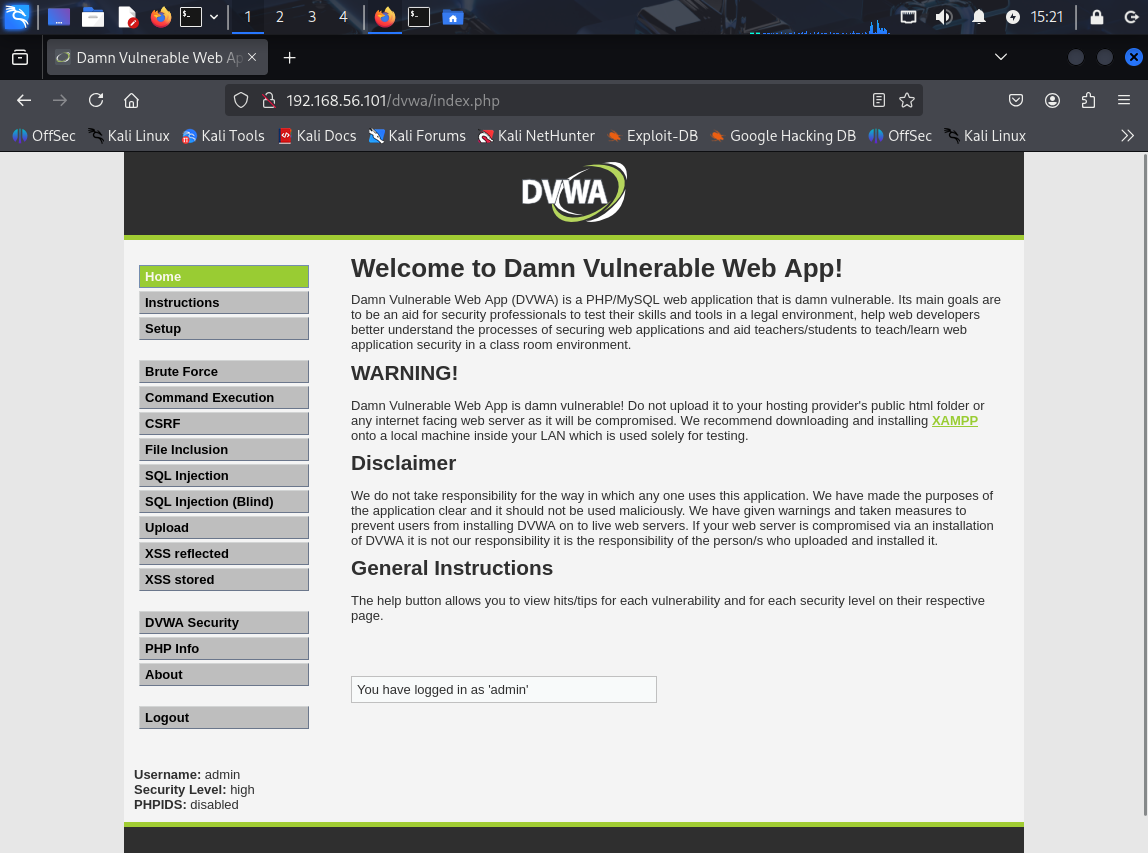 1 2 3 4 15:21
Damn Vulnerable Web Ap
192.168.56.101/dvwa/index.php
OffSec Kali Linux Kali Tools Kali Docs Kali Forums Kali NetHunter Exploit-DB Google Hacking DB OffSec Kali Linux
DVWA
Home
Instructions
Setup
Brute Force
Command Execution
CSRF
File Inclusion
SQL Injection
SQL Injection (Blind)
Upload
XSS reflected
XSS stored
DVWA Security
PHP Info
About
Logout
Username: admin
Security Level: high
PHPIDS: disabled
Welcome to Damn Vulnerable Web App!
Damn Vulnerable Web App (DVWA) is a PHP/MySQL web application that is damn vulnerable. Its main goals are
to be an aid for security professionals to test their skills and tools in a legal environment, help web developers
better understand the processes of securing web applications and aid teachers/students to teach/learn web
application security in a class room environment.
WARNING!
Damn Vulnerable Web App is damn vulnerable! Do not upload it to your hosting provider's public html folder or
any internet facing web server as it will be compromised. We recommend downloading and installing XAMPP
onto a local machine inside your LAN which is used solely for testing.
Disclaimer
We do not take responsibility for the way in which any one uses this application. We have made the purposes of
the application clear and it should not be used maliciously. We have given warnings and taken measures to
prevent users from installing DVWA on to live web servers. If your web server is compromised via an installation
of DVWA it is not our responsibility it is the responsibility of the person/s who uploaded and installed it.
General Instructions
The help button allows you to view hits/tips for each vulnerability and for each security level on their respective
page.
You have logged in as 'admin'